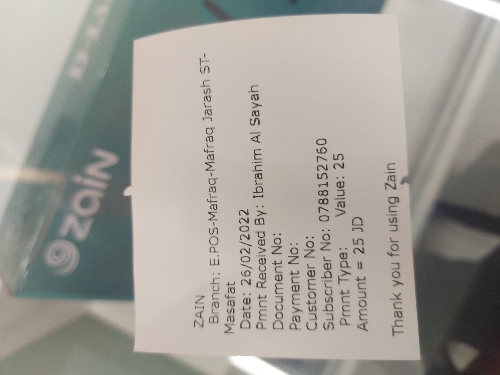 ZAIN
Branch: E.POS-Mafraq-Mafraq Jarash ST-
Masafat
Date: 26/02/2022
Pmnt Received By: Ibrahim Al Sayah
Document No:
Payment No:
Customer No:
Subscriber No: 0788152760
Pmnt Type: Value: 25
Amount = 25 JD
Thank you for using Zain
zain